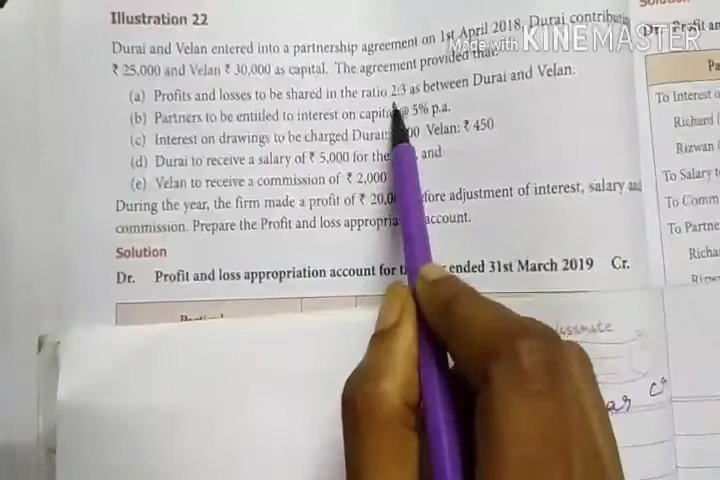 Illustration 22
Durai and Velan entered into a partnership agreement on 1st April 2018, Durai contributing
₹ 25,000 and Velan ₹ 30,000 as capital. The agreement provided that:
(a) Profits and losses to be shared in the ratio 2:3 as between Durai and Velan.
(b) Partners to be entitled to interest on capital @ 5% p.a.
(c) Interest on drawings to be charged Durai: 00 Velan: ₹ 450
(d) Durai to receive a salary of ₹ 5,000 for the and
(e) Velan to receive a commission of ₹ 2,000
During the year, the firm made a profit of ₹ 20,0 fore adjustment of interest, salary and
commission. Prepare the Profit and loss appropria account.
Solution
Dr. Profit and loss appropriation account for t ended 31st March 2019 Cr.
Made with KINEMASTER
Dr. Profit an
Pa
To Interest o
Richard
Rizwan
To Salary t
To Comm
To Partne
Richa
Rizw
classmate
cr